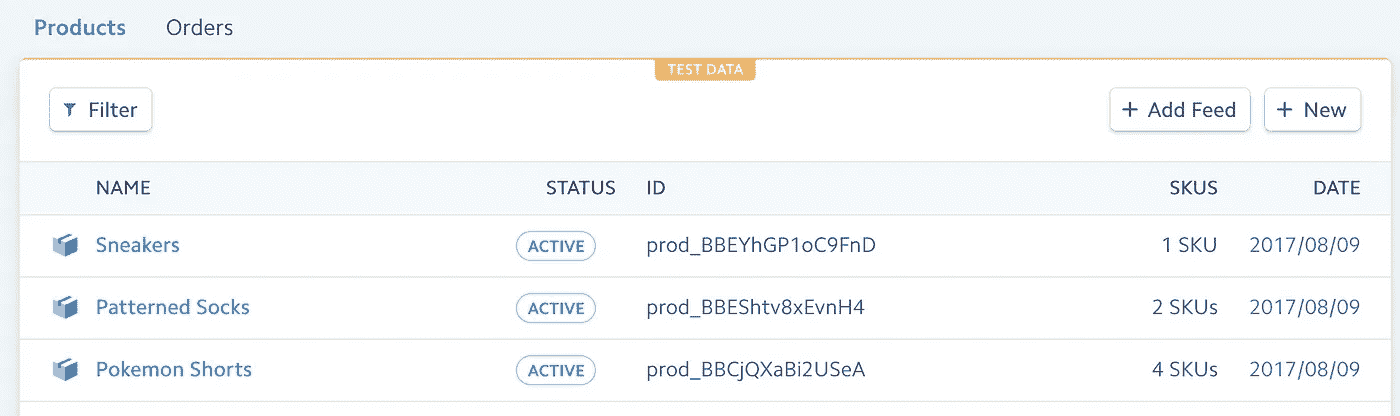 Products Orders
TEST DATA
Filter + Add Feed + New
NAME STATUS ID SKUS DATE
Sneakers ACTIVE prod_BBEYhGP1oC9FnD 1 SKU 2017/08/09
Patterned Socks ACTIVE prod_BBEShtv8xEvnH4 2 SKUs 2017/08/09
Pokemon Shorts ACTIVE prod_BBCjQXaBi2USeA 4 SKUs 2017/08/09